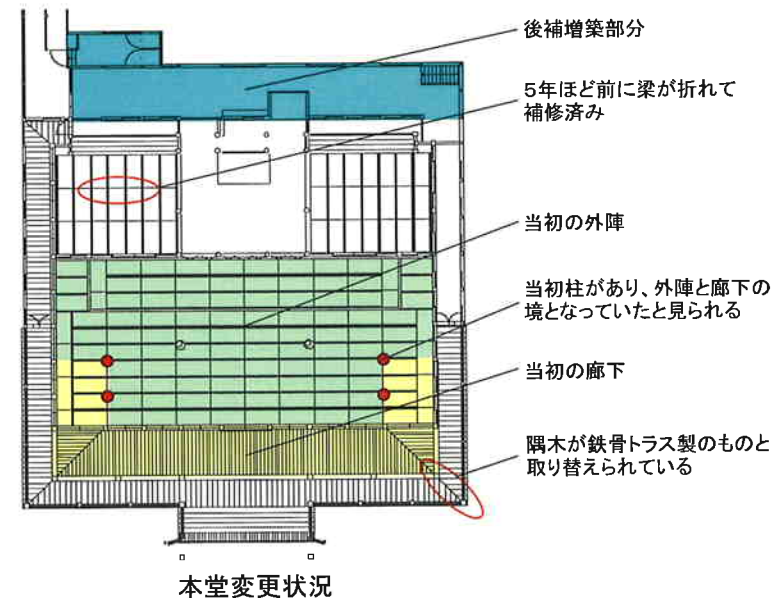 後補増築部分
5年ほど前に梁が折れて
補修済み
当初の外陣
当初柱があり、外陣と廊下の
境となっていたと見られる
当初の廊下
隅木が鉄骨トラス製のものと
取り替えられている
本堂変更状況